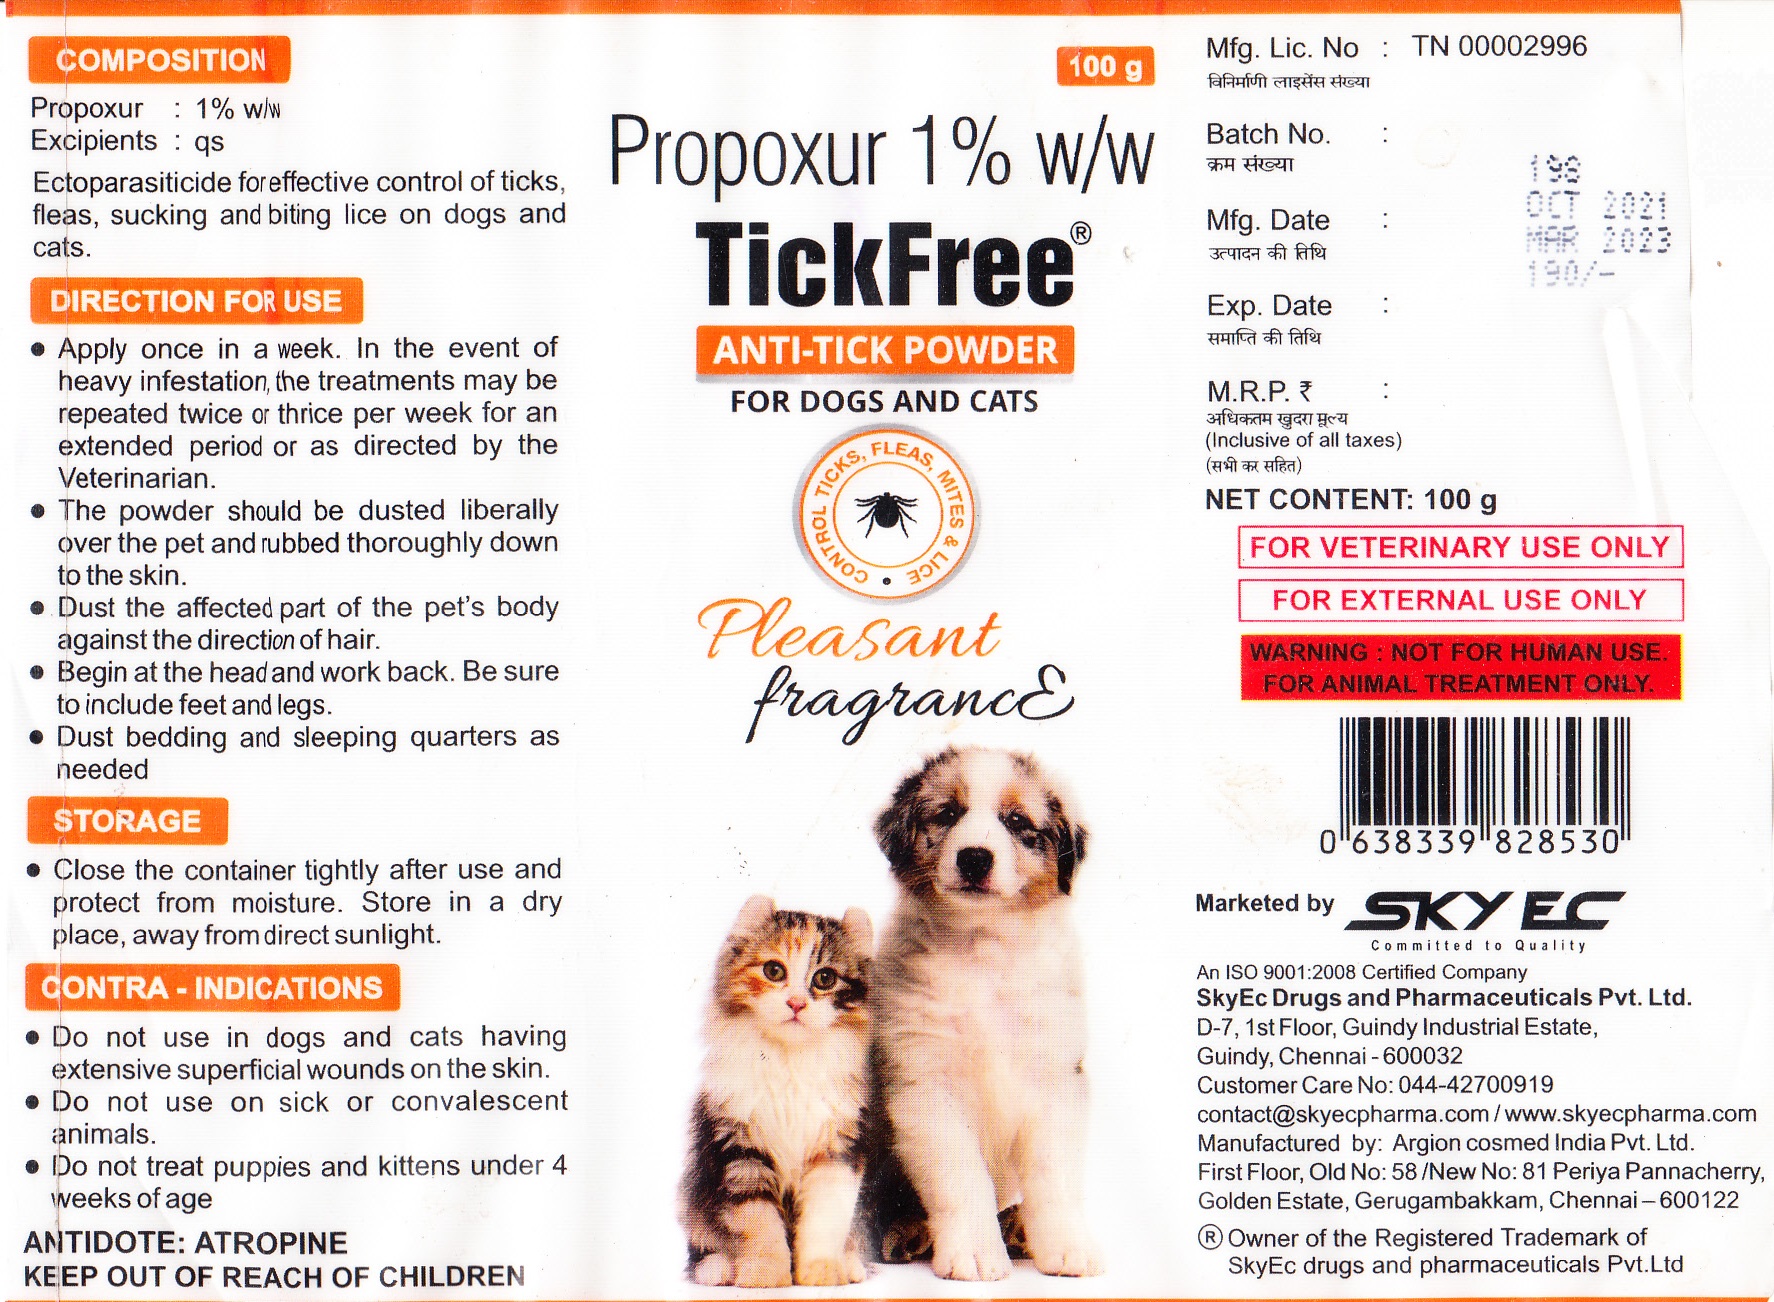 COMPOSITION
Propoxur : 1% w/w
Excipients : qs
Ectoparasiticide for effective control of ticks,
fleas, sucking and biting lice on dogs and
cats.
DIRECTION FOR USE
● Apply once in a week. In the event of
heavy infestation, the treatments may be
repeated twice or thrice per week for an
extended period or as directed by the
Veterinarian.
● The powder should be dusted liberally
over the pet and rubbed thoroughly down
to the skin.
● Dust the affected part of the pet's body
against the direction of hair.
● Begin at the head and work back. Be sure
to include feet and legs.
● Dust bedding and sleeping quarters as
needed
STORAGE
● Close the container tightly after use and
protect from moisture. Store in a dry
place, away from direct sunlight.
CONTRA - INDICATIONS
● Do not use in dogs and cats having
extensive superficial wounds on the skin.
● Do not use on sick or convalescent
animals.
● Do not treat puppies and kittens under 4
weeks of age
ANTIDOTE: ATROPINE
KEEP OUT OF REACH OF CHILDREN
100 g
Propoxur 1% w/w
TickFree®
ANTI-TICK POWDER
FOR DOGS AND CATS
CONTROL TICKS, FLEAS, MITES & LICE •
Pleasant
fragrancE
Mfg. Lic. No : TN 00002996
विनिर्माणी लाइसेंस संख्या
Batch No. :
क्रम संख्या
198
Mfg. Date : OCT 2021
उत्पादन की तिथि
MAR 2023
190/-
Exp. Date :
समाप्ति की तिथि
M.R.P. ₹ :
अधिकतम खुदरा मूल्य
(Inclusive of all taxes)
(सभी कर सहित)
NET CONTENT: 100 g
FOR VETERINARY USE ONLY
FOR EXTERNAL USE ONLY
WARNING : NOT FOR HUMAN USE.
FOR ANIMAL TREATMENT ONLY.
0 638339 828530
Marketed by SKY EC
Committed to Quality
An ISO 9001:2008 Certified Company
SkyEc Drugs and Pharmaceuticals Pvt. Ltd.
D-7, 1st Floor, Guindy Industrial Estate,
Guindy, Chennai - 600032
Customer Care No: 044-42700919
contact@skyecpharma.com / www.skyecpharma.com
Manufactured by: Argion cosmed India Pvt. Ltd.
First Floor, Old No: 58 /New No: 81 Periya Pannacherry,
Golden Estate, Gerugambakkam, Chennai – 600122
® Owner of the Registered Trademark of
SkyEc drugs and pharmaceuticals Pvt.Ltd